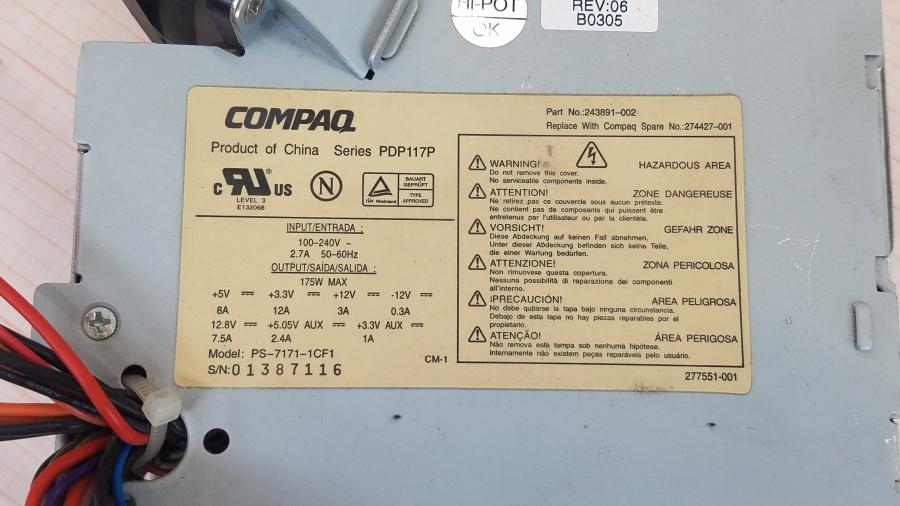 HI-POT
OK
REV:06
B0305
COMPAQ
Product of China Series PDP117P
Part No.:243891-002
Replace With Compaq Spare No.:274427-001
c RU US
LEVEL 3
E132068
N
TÜV Rheinland
BAUART
GEPRÜFT
TYPE
APPROVED
INPUT/ENTRADA :
100-240V ~
2.7A 50-60Hz
OUTPUT/SAÍDA/SALIDA :
175W MAX
+5V +3.3V +12V -12V
8A 12A 3A 0.3A
12.8V +5.05V AUX +3.3V AUX
7.5A 2.4A 1A
Model: PS-7171-1CF1
CM-1
S/N:01387116
WARNING! HAZARDOUS AREA
Do not remove this cover.
No serviceable components inside.
ATTENTION! ZONE DANGEREUSE
Ne retirez pas ce couvercle sous aucun prétexte.
Ne contient pas de composants qui puissent être
entretenus par l'utilisateur ou par la clientèle.
VORSICHT! GEFAHR ZONE
Diese Abdeckung auf keinen Fall abnehmen.
Unter dieser Abdeckung befinden sich keine Teile,
die einer Wartung bedürfen.
ATTENZIONE! ZONA PERICOLOSA
Non rimuovese questa copertura.
Nessuna possibilità di reparazione dei componenti
all'interno.
¡PRECAUCIÓN! AREA PELIGROSA
No debe quitarse la tapa bajo ninguna circunstancia.
Debajo de esta tapa no hay piezas reparables por el
propietario.
ATENÇÃO! ÁREA PERIGOSA
Não remova esta tampa sob nenhuma hipótese.
Internamente não existem peças reparáveis pelo usuário.
277551-001